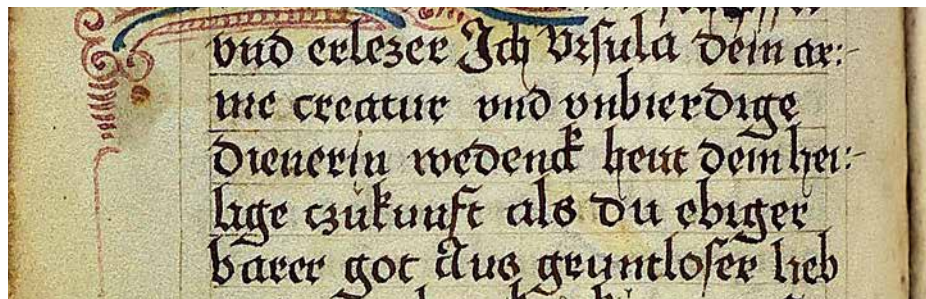 vnd erlezer Ich Vrsula dein ar:-
me creatur vnd vnbierdige
dienerin wedenck heut dein hei:-
lige czukunft als du ebiger
barer got Aus gruntloser lieb